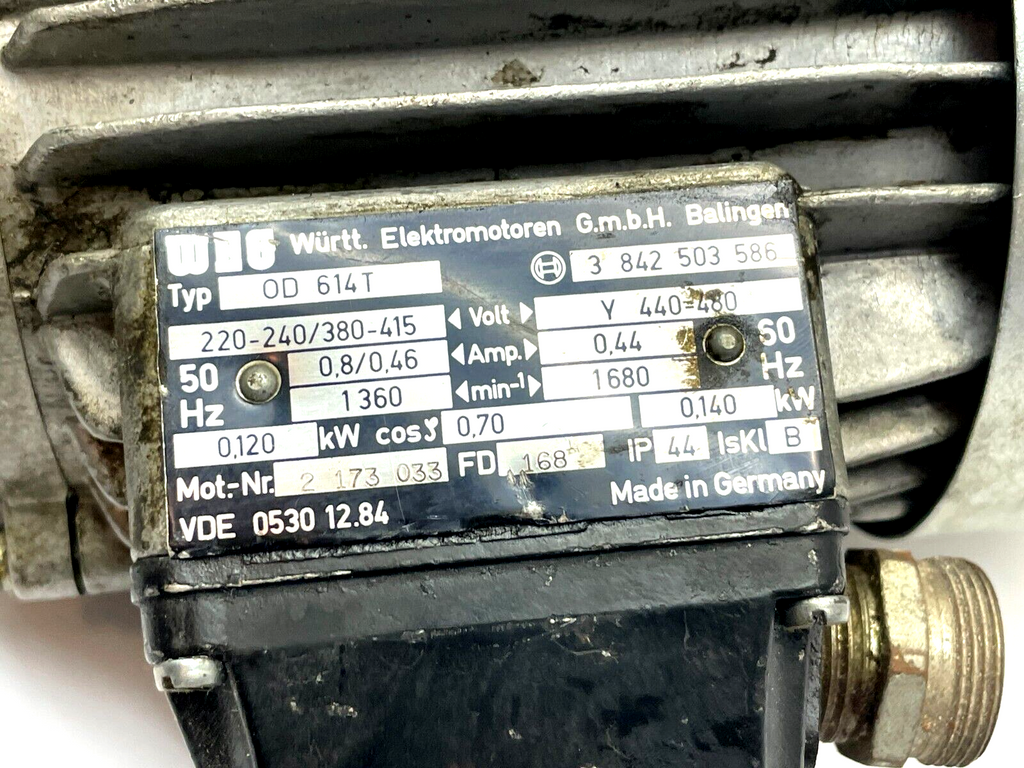 WEG Württ. Elektromotoren G.m.b.H. Balingen
Typ OD 614T H 3 842 503 586
220-240/380-415 Volt Y 440-480
50 Hz 0,8/0,46 Amp. 0,44 60 Hz
1360 min-1 1680
0,120 kW cosγ 0,70 0,140 kW
Mot.-Nr. 2 173 033 FD 168 IP 44 IsKl B
VDE 0530 12.84 Made in Germany